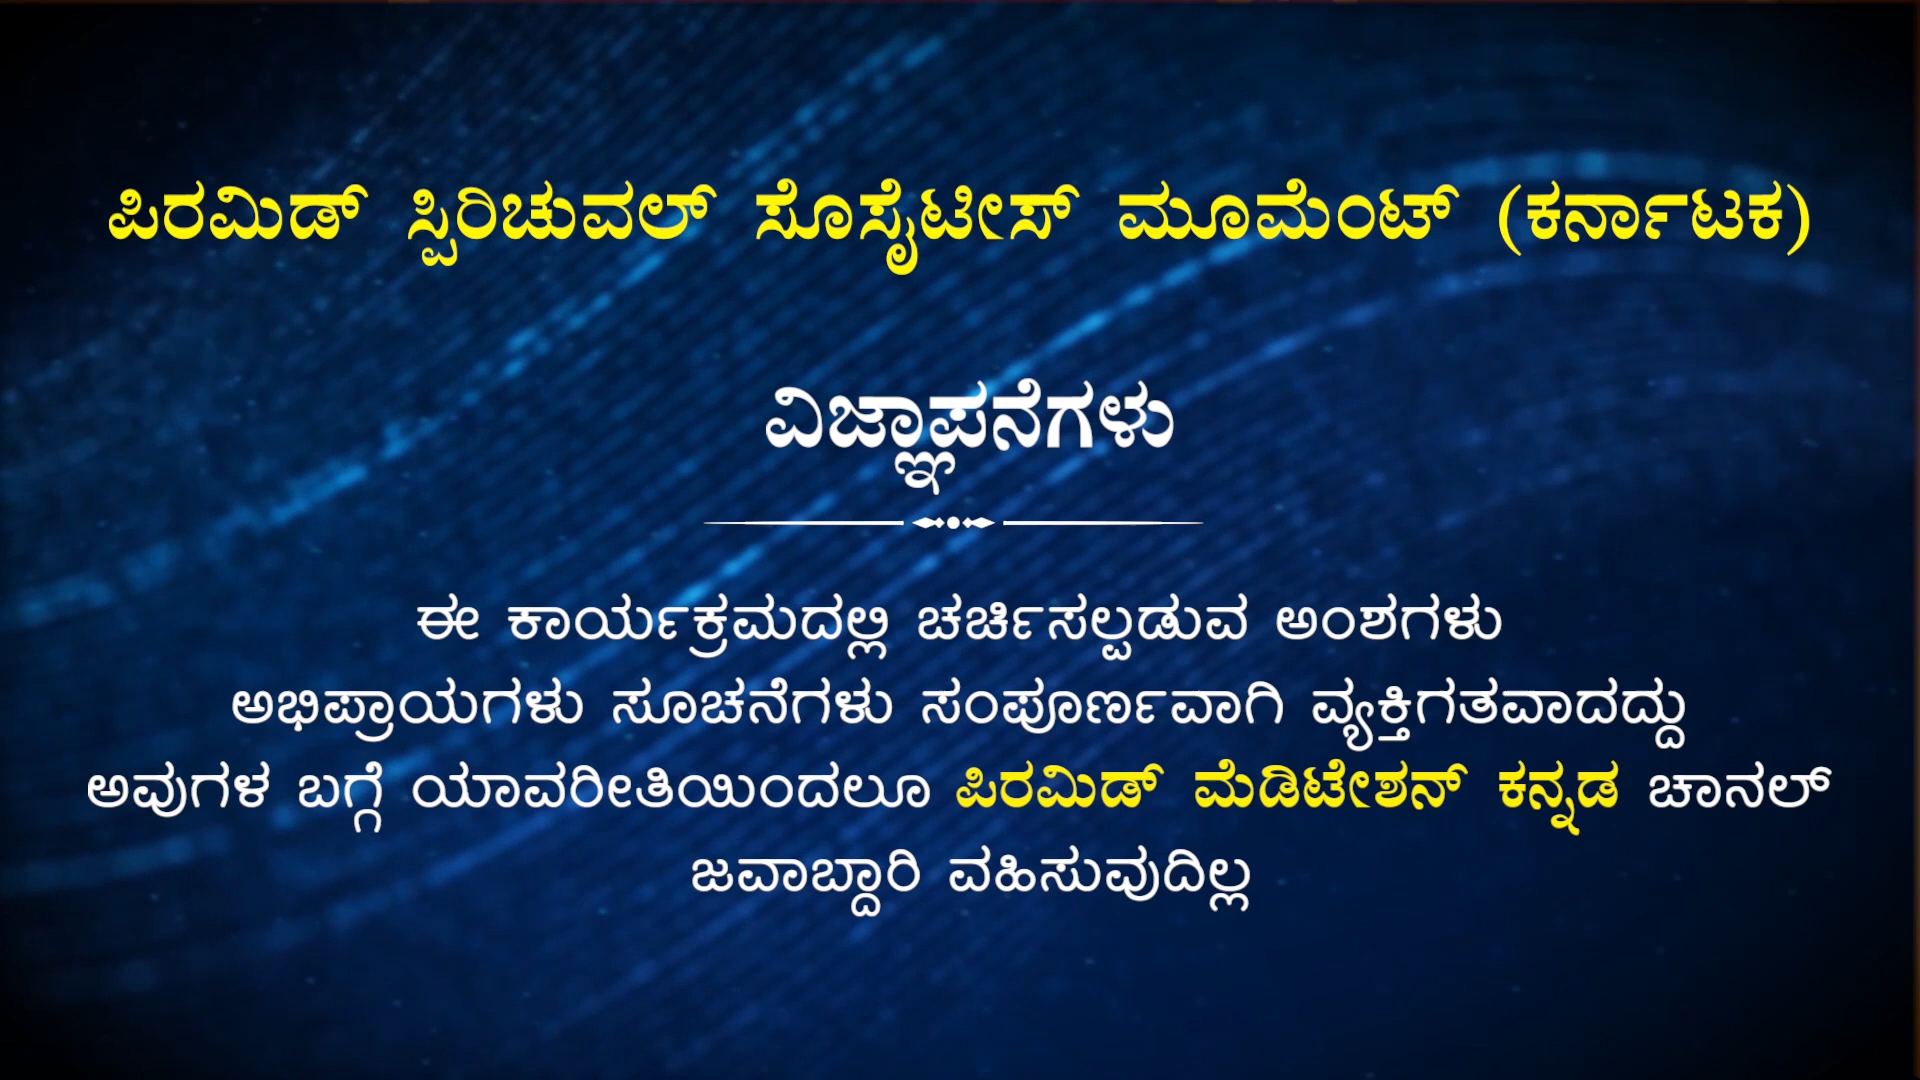 ಪಿರಮಿಡ್ ಸ್ಪಿರಿಚುವಲ್ ಸೊಸೈಟೀಸ್ ಮೂಮೆಂಟ್ (ಕರ್ನಾಟಕ)
ವಿಜ್ಞಾಪನೆಗಳು
ಈ ಕಾರ್ಯಕ್ರಮದಲ್ಲಿ ಚರ್ಚಿಸಲ್ಪಡುವ ಅಂಶಗಳು
ಅಭಿಪ್ರಾಯಗಳು ಸೂಚನೆಗಳು ಸಂಪೂರ್ಣವಾಗಿ ವ್ಯಕ್ತಿಗತವಾದದ್ದು
ಅವುಗಳ ಬಗ್ಗೆ ಯಾವರೀತಿಯಿಂದಲೂ ಪಿರಮಿಡ್ ಮೆಡಿಟೇಶನ್ ಕನ್ನಡ ಚಾನಲ್
ಜವಾಬ್ದಾರಿ ವಹಿಸುವುದಿಲ್ಲ